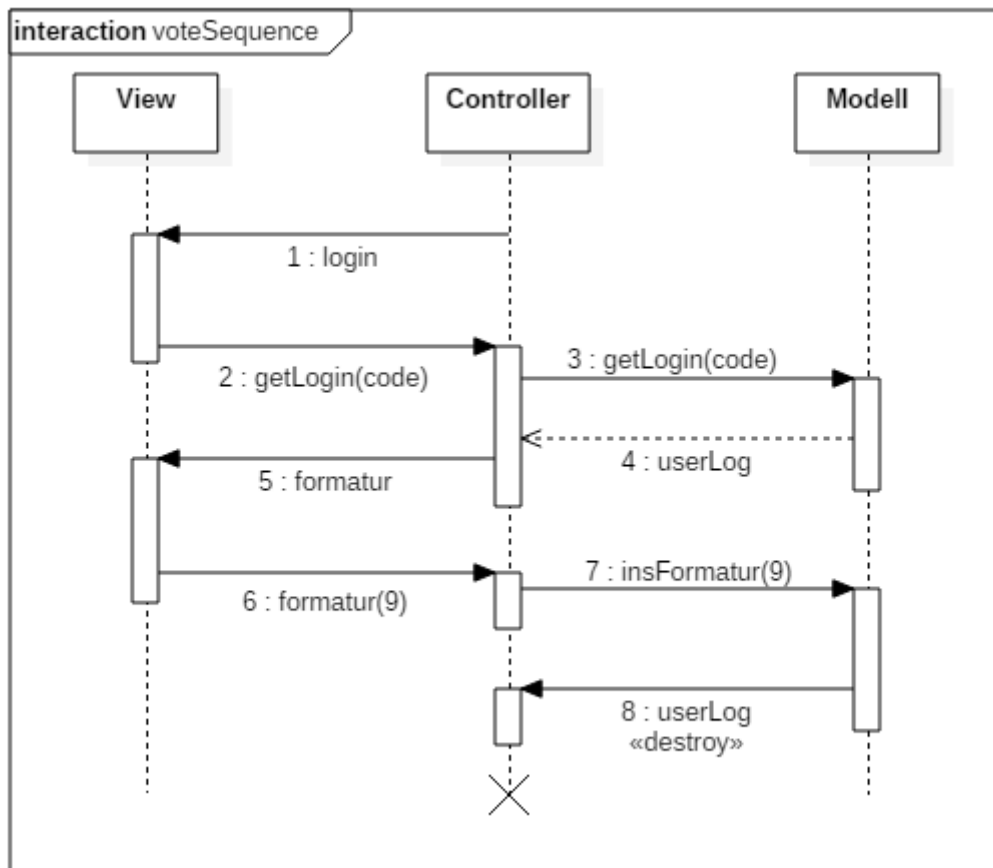 interaction voteSequence
View
Controller
Modell
1 : login
2 : getLogin(code)
3 : getLogin(code)
4 : userLog
5 : formatur
6 : formatur(9)
7 : insFormatur(9)
8 : userLog
«destroy»